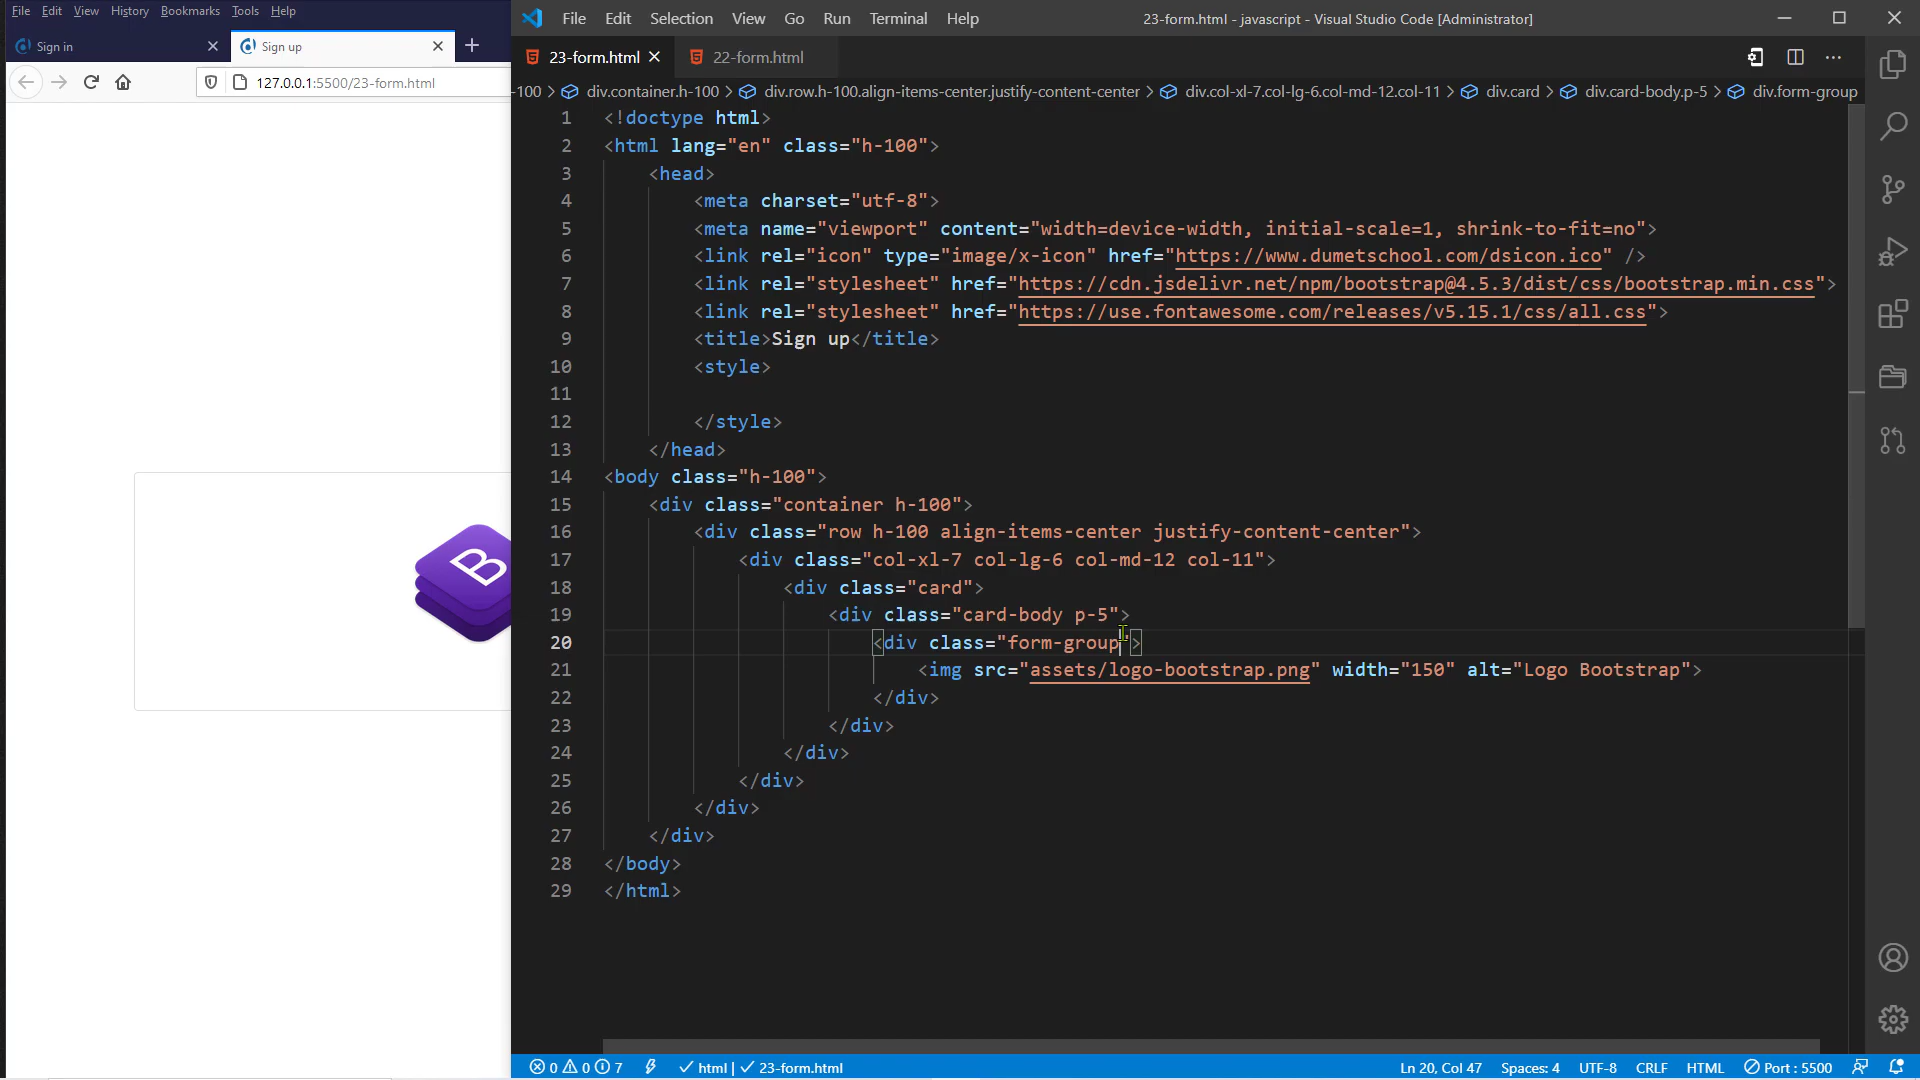 File Edit View History Bookmarks Tools Help
Sign in
Sign up
127.0.0.1:5500/23-form.html
File Edit Selection View Go Run Terminal Help
23-form.html - javascript - Visual Studio Code [Administrator]
23-form.html
22-form.html
-100 > div.container.h-100 > div.row.h-100.align-items-center.justify-content-center > div.col-xl-7.col-lg-6.col-md-12.col-11 > div.card > div.card-body.p-5 > div.form-group
1 <!doctype html>
2 <html lang="en" class="h-100">
3 <head>
4 <meta charset="utf-8">
5 <meta name="viewport" content="width=device-width, initial-scale=1, shrink-to-fit=no">
6 <link rel="icon" type="image/x-icon" href="https://www.dumetschool.com/dsicon.ico" />
7 <link rel="stylesheet" href="https://cdn.jsdelivr.net/npm/bootstrap@4.5.3/dist/css/bootstrap.min.css">
8 <link rel="stylesheet" href="https://use.fontawesome.com/releases/v5.15.1/css/all.css">
9 <title>Sign up</title>
10 <style>
11
12 </style>
13 </head>
14 <body class="h-100">
15 <div class="container h-100">
16 <div class="row h-100 align-items-center justify-content-center">
17 <div class="col-xl-7 col-lg-6 col-md-12 col-11">
18 <div class="card">
19 <div class="card-body p-5">
20 <div class="form-group">
21 <img src="assets/logo-bootstrap.png" width="150" alt="Logo Bootstrap">
22 </div>
23 </div>
24 </div>
25 </div>
26 </div>
27 </div>
28 </body>
29 </html>
B
0 0 7 html | 23-form.html
Ln 20, Col 47 Spaces: 4 UTF-8 CRLF HTML Port : 5500